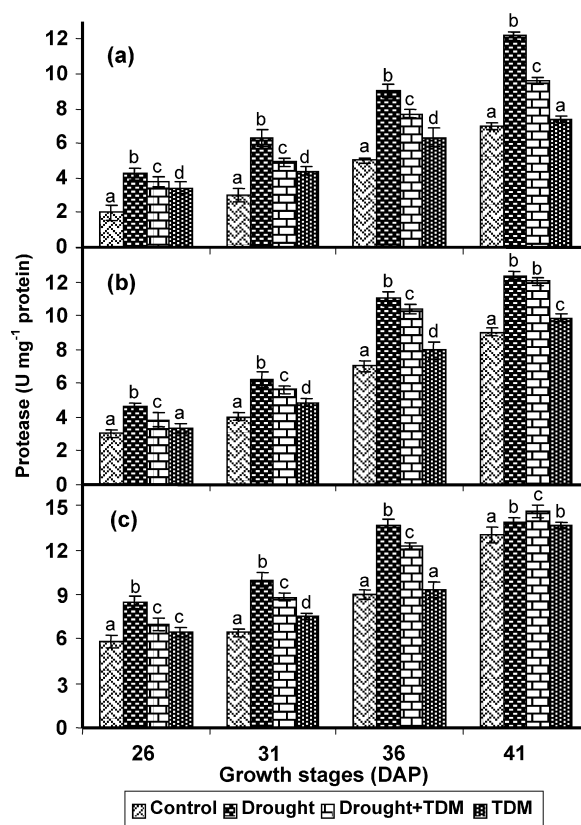 Protease (U mg⁻¹ protein)
12
10
8
6
4
2
0
(a)
a b c d
a b c d
a b c d
a b c a
12
10
8
6
4
2
0
(b)
a b c a
a b c d
a b c d
a b b c
15
12
9
6
3
0
(c)
a b c c
a b c d
a b c a
a b c b
26 31 36 41
Growth stages (DAP)
Control Drought Drought+TDM TDM